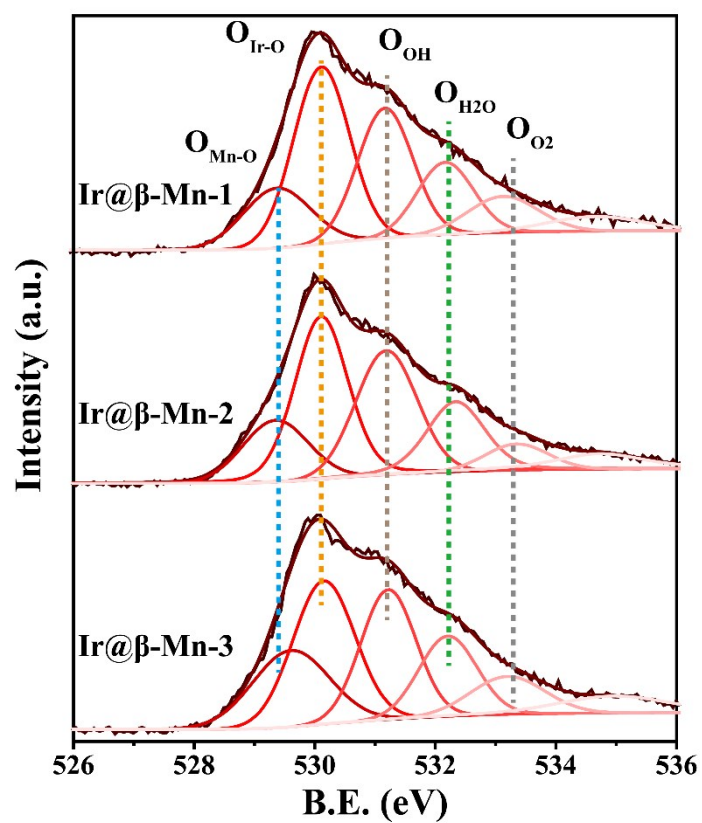 O_Ir-O
O_OH
O_H2O
O_O2
O_Mn-O
Ir@β-Mn-1
Ir@β-Mn-2
Ir@β-Mn-3
Intensity (a.u.)
526 528 530 532 534 536
B.E. (eV)